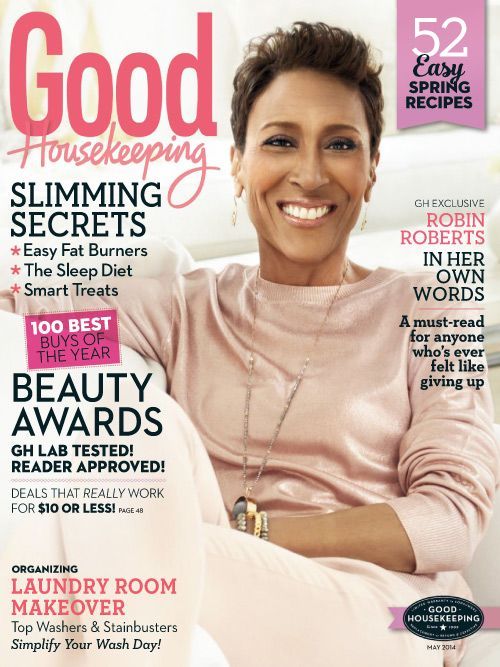 Good
Housekeeping
52
Easy
SPRING
RECIPES
SLIMMING
SECRETS
*Easy Fat Burners
*The Sleep Diet
*Smart Treats
100 BEST
BUYS OF
THE YEAR
BEAUTY
AWARDS
GH LAB TESTED!
READER APPROVED!
DEALS THAT REALLY WORK
FOR $10 OR LESS! PAGE 48
ORGANIZING
LAUNDRY ROOM
MAKEOVER
Top Washers & Stainbusters
Simplify Your Wash Day!
GH EXCLUSIVE
ROBIN
ROBERTS
IN HER
OWN
WORDS
A must-read
for anyone
who's ever
felt like
giving up
GOOD
HOUSEKEEPING
Since 1909
MAY 2014